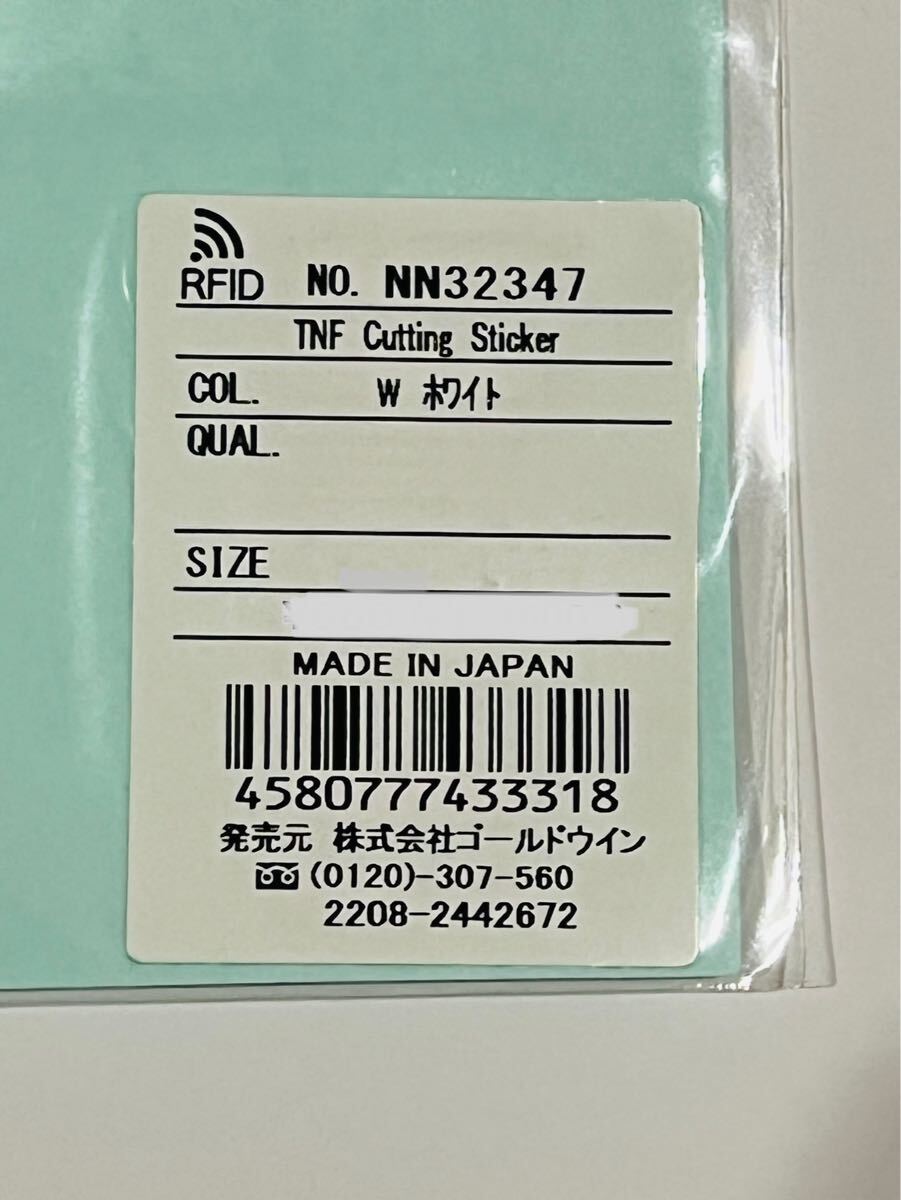 RFID NO. NN32347
TNF Cutting Sticker
COL. W ホワイト
QUAL.
SIZE
MADE IN JAPAN
4580777433318
発売元 株式会社ゴールドウイン
(0120)-307-560
2208-2442672